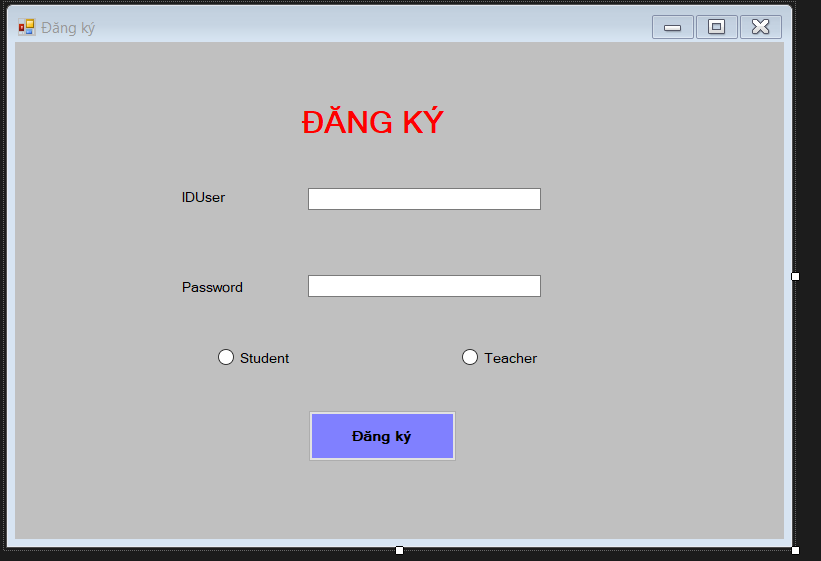 Đăng ký
ĐĂNG KÝ
IDUser
Password
Student Teacher
Đăng ký